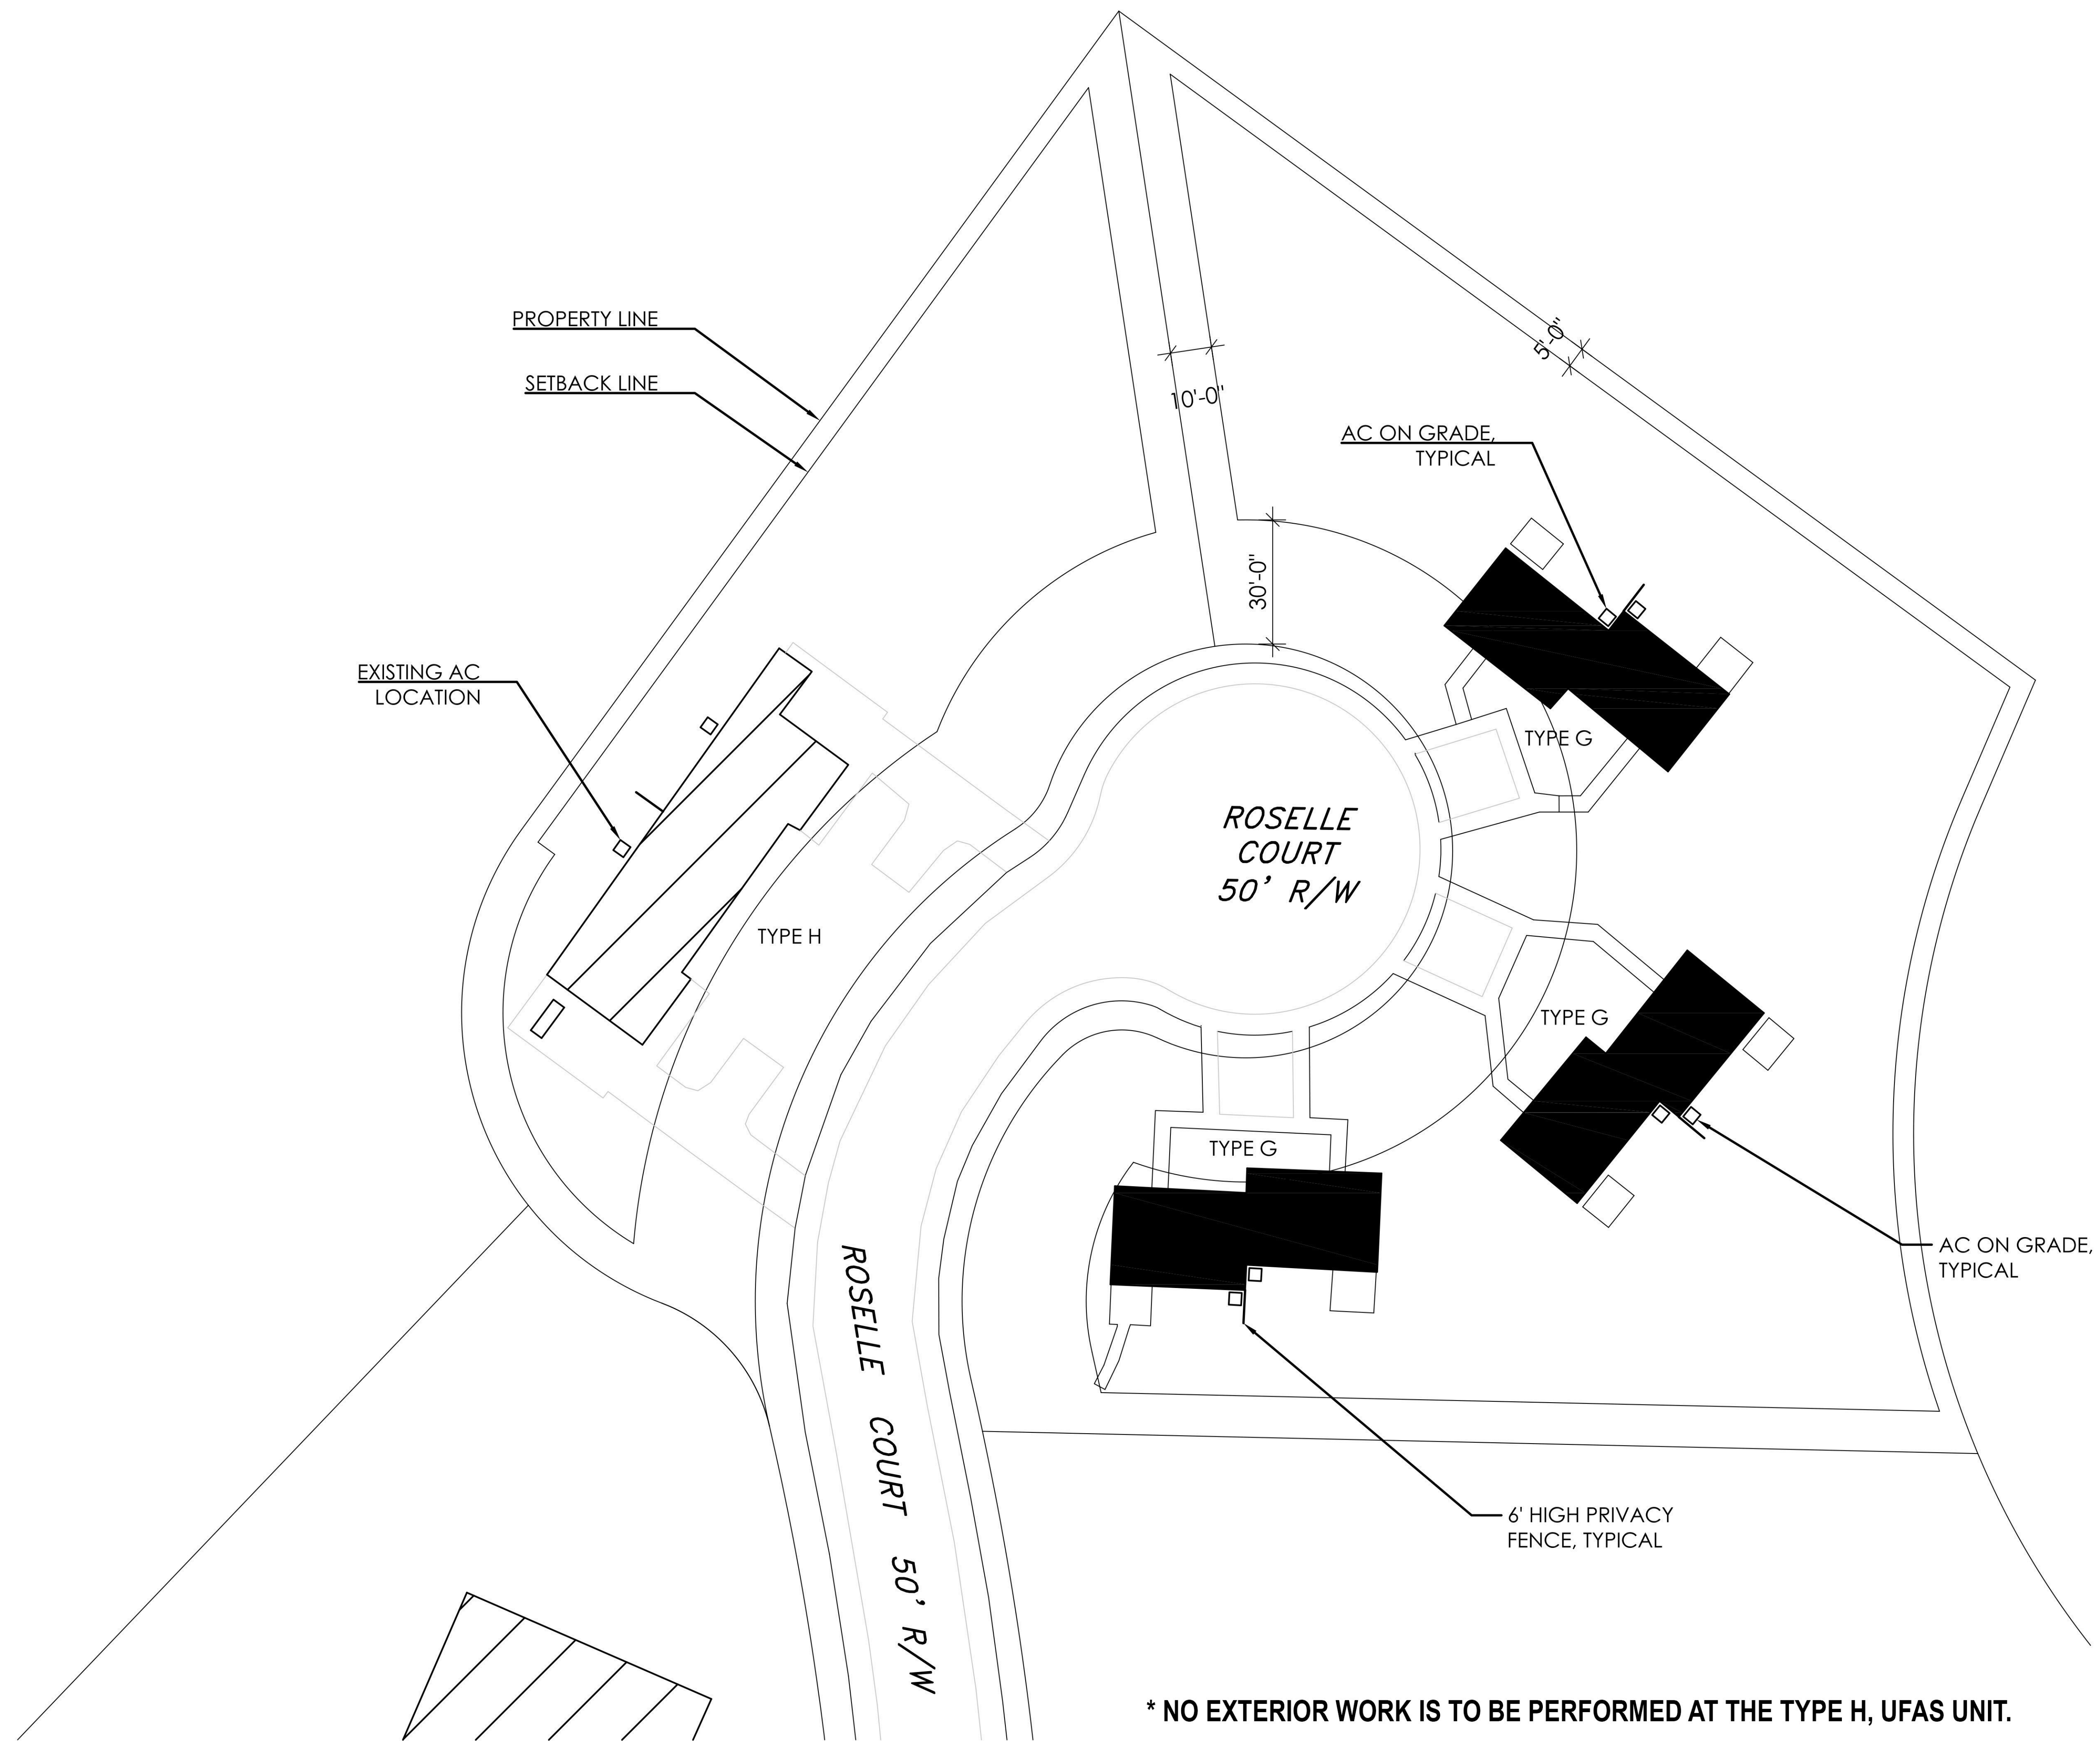 PROPERTY LINE
SETBACK LINE
5'-0"
10'-0"
AC ON GRADE,
TYPICAL
30'-0"
EXISTING AC
LOCATION
TYPE G
ROSELLE
COURT
50' R/W
TYPE H
TYPE G
TYPE G
AC ON GRADE,
TYPICAL
ROSELLE COURT 50' R/W
6' HIGH PRIVACY
FENCE, TYPICAL
* NO EXTERIOR WORK IS TO BE PERFORMED AT THE TYPE H, UFAS UNIT.